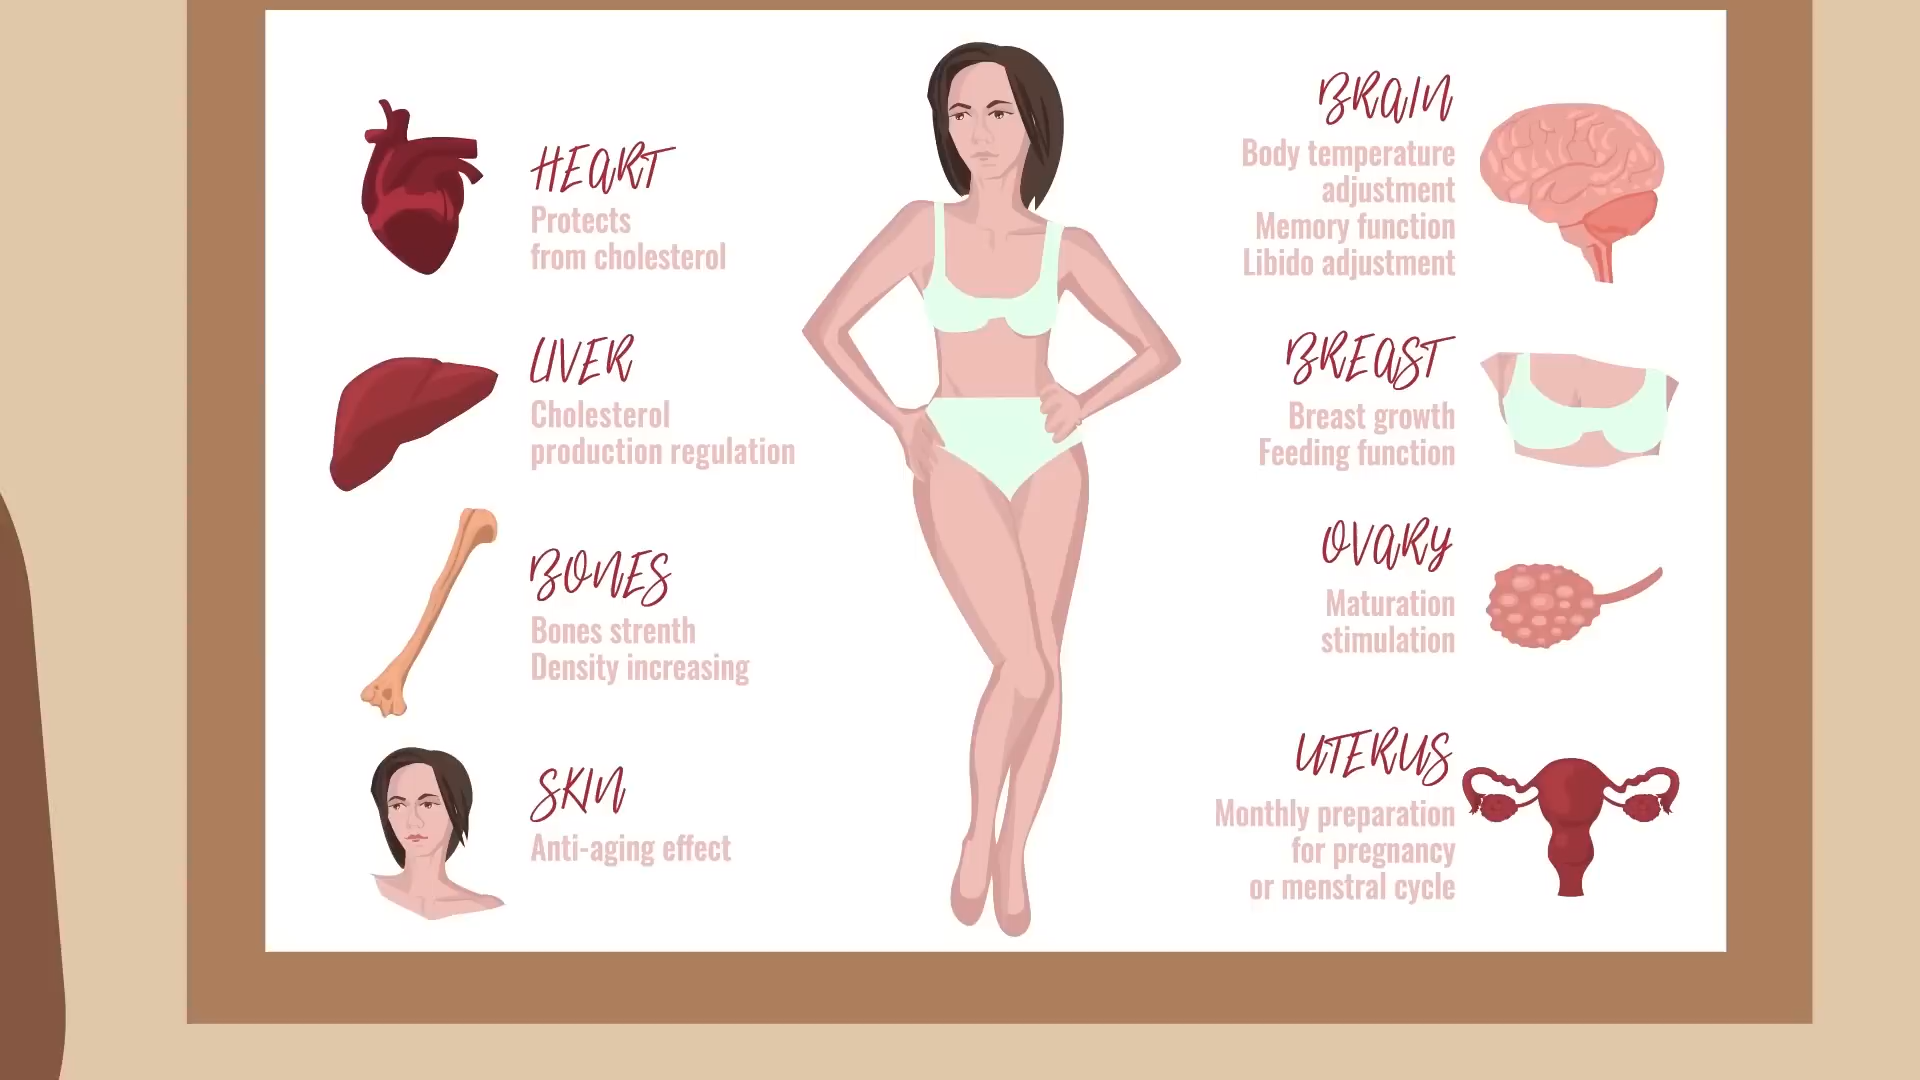 HEART
Protects
from cholesterol
LIVER
Cholesterol
production regulation
BONES
Bones strenth
Density increasing
SKIN
Anti-aging effect
BRAIN
Body temperature
adjustment
Memory function
Libido adjustment
BREAST
Breast growth
Feeding function
OVARY
Maturation
stimulation
UTERUS
Monthly preparation
for pregnancy
or menstral cycle